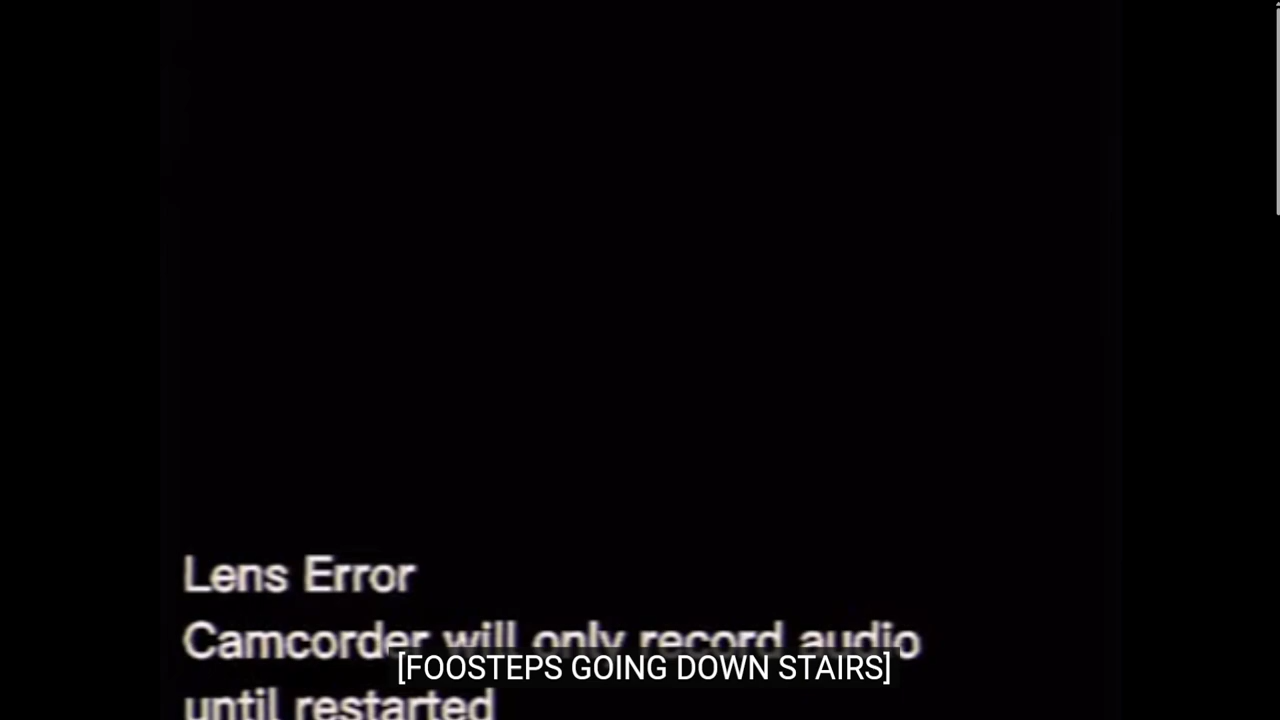 Lens Error
Camcorder will only record audio
[FOOSTEPS GOING DOWN STAIRS]
until restarted